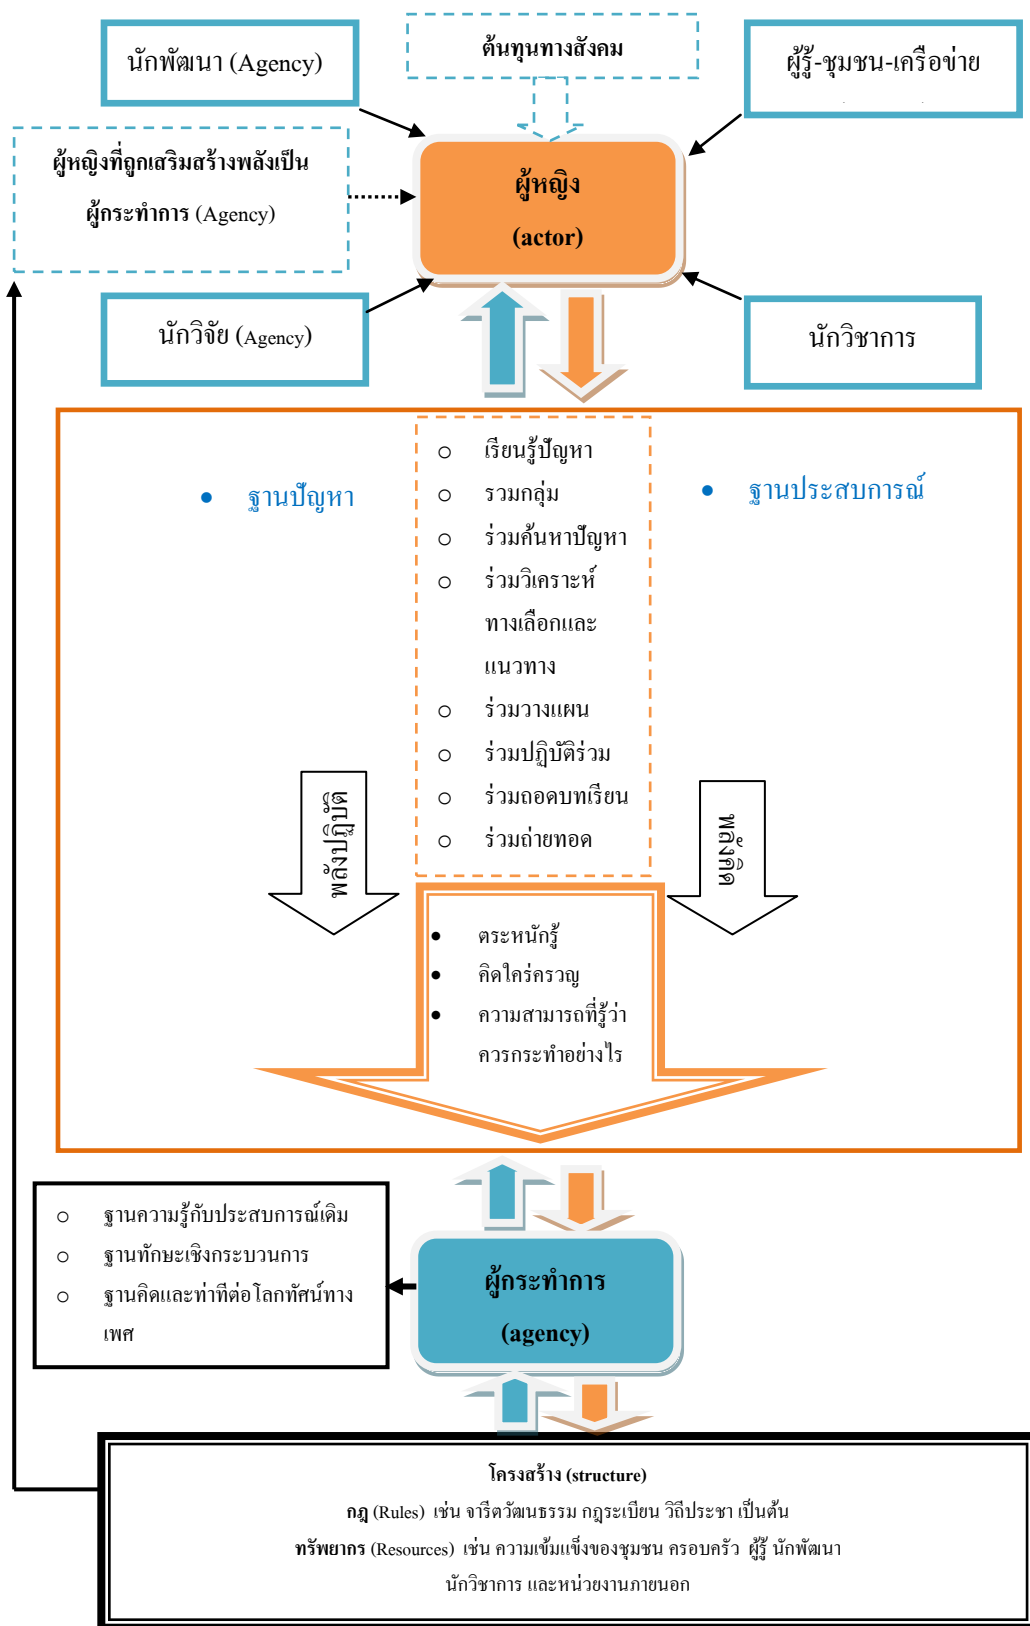 นักพัฒนา (Agency)
ต้นทุนทางสังคม
ผู้รู้-ชุมชน-เครือข่าย
ผู้หญิงที่ถูกเสริมสร้างพลังเป็น
ผู้กระทำการ (Agency)
ผู้หญิง
(actor)
นักวิจัย (Agency)
นักวิชาการ
ฐานปัญหา
เรียนรู้ปัญหา
รวมกลุ่ม
ร่วมค้นหาปัญหา
ร่วมวิเคราะห์
ทางเลือกและ
แนวทาง
ร่วมวางแผน
ร่วมปฏิบัติร่วม
ร่วมถอดบทเรียน
ร่วมถ่ายทอด
ฐานประสบการณ์
พลังปฏิบัติ
พลังคิด
ตระหนักรู้
คิดใคร่ครวญ
ความสามารถที่รู้ว่า
ควรกระทำอย่างไร
ฐานความรู้กับประสบการณ์เดิม
ฐานทักษะเชิงกระบวนการ
ฐานคิดและท่าทีต่อโลกทัศน์ทาง
เพศ
ผู้กระทำการ
(agency)
โครงสร้าง (structure)
กฎ (Rules) เช่น จารีตวัฒนธรรม กฎระเบียน วิถีประชา เป็นต้น
ทรัพยากร (Resources) เช่น ความเข้มแข็งของชุมชน ครอบครัว ผู้รู้ นักพัฒนา
นักวิชาการ และหน่วยงานภายนอก